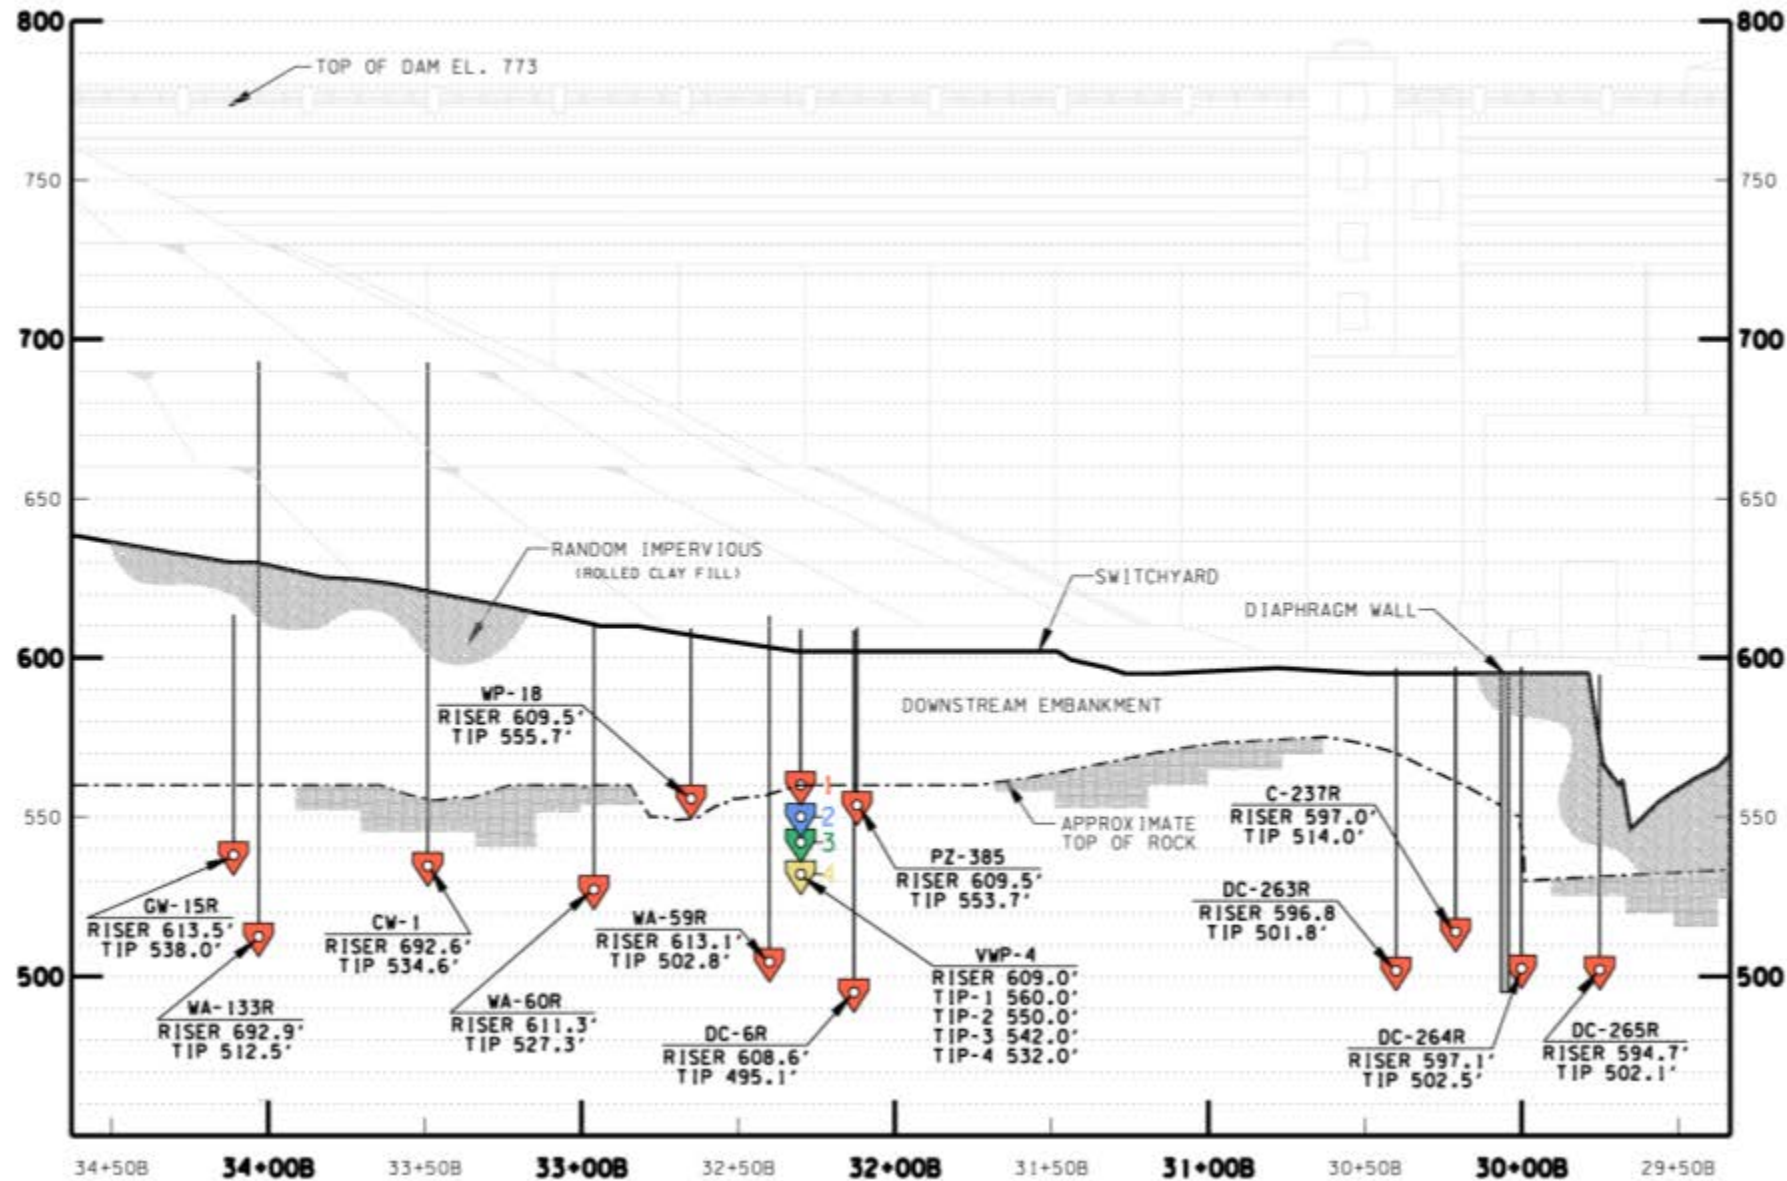 800
800
TOP OF DAM EL. 773
750
750
700
700
650
650
RANDOM IMPERVIOUS
(ROLLED CLAY FILL)
SWITCHYARD
DIAPHRAGM WALL
600
600
WP-18
RISER 609.5'
TIP 555.7'
DOWNSTREAM EMBANKMENT
1
2
3
4
550
550
C-237R
RISER 597.0'
TIP 514.0'
APPROXIMATE
TOP OF ROCK
PZ-385
RISER 609.5'
TIP 553.7'
DC-263R
RISER 596.8
TIP 501.8'
GW-15R
RISER 613.5'
TIP 538.0'
CW-1
RISER 692.6'
TIP 534.6'
WA-59R
RISER 613.1'
TIP 502.8'
VWP-4
RISER 609.0'
TIP-1 560.0'
TIP-2 550.0'
TIP-3 542.0'
TIP-4 532.0'
500
500
WA-133R
RISER 692.9'
TIP 512.5'
WA-60R
RISER 611.3'
TIP 527.3'
DC-6R
RISER 608.6'
TIP 495.1'
DC-264R
RISER 597.1'
TIP 502.5'
DC-265R
RISER 594.7'
TIP 502.1'
34+50B 34+00B 33+50B 33+00B 32+50B 32+00B 31+50B 31+00B 30+50B 30+00B 29+50B